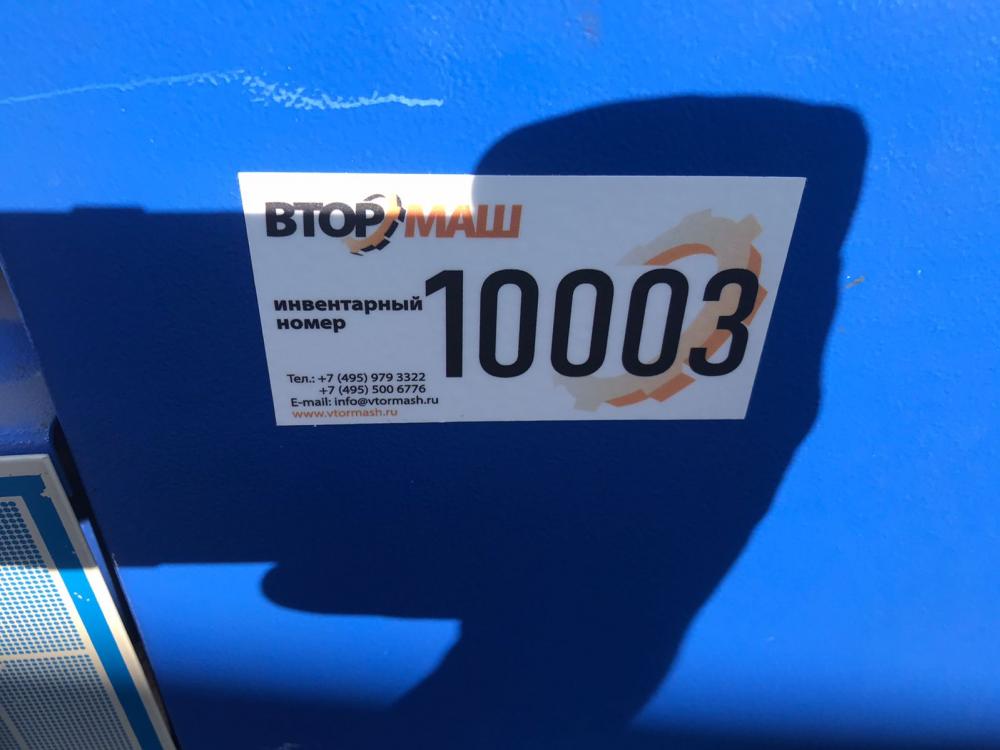 ВТОРМАШ
инвентарный
номер
10003
Тел.: +7 (495) 979 3322
+7 (495) 500 6776
E-mail: info@vtormash.ru
www.vtormash.ru